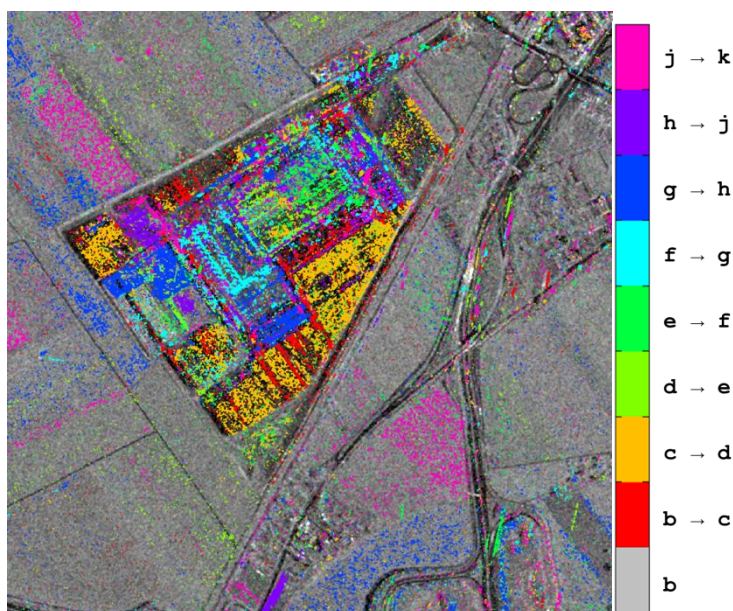 j → k
h → j
g → h
f → g
e → f
d → e
c → d
b → c
b